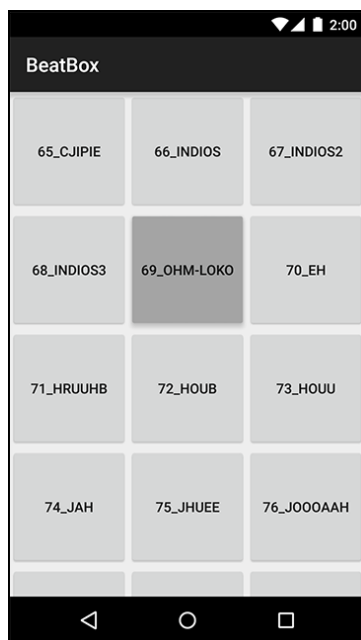 2:00
BeatBox
65_CJIPIE 66_INDIOS 67_INDIOS2
68_INDIOS3 69_OHM-LOKO 70_EH
71_HRUUHB 72_HOUB 73_HOUU
74_JAH 75_JHUEE 76_JOOOAAH